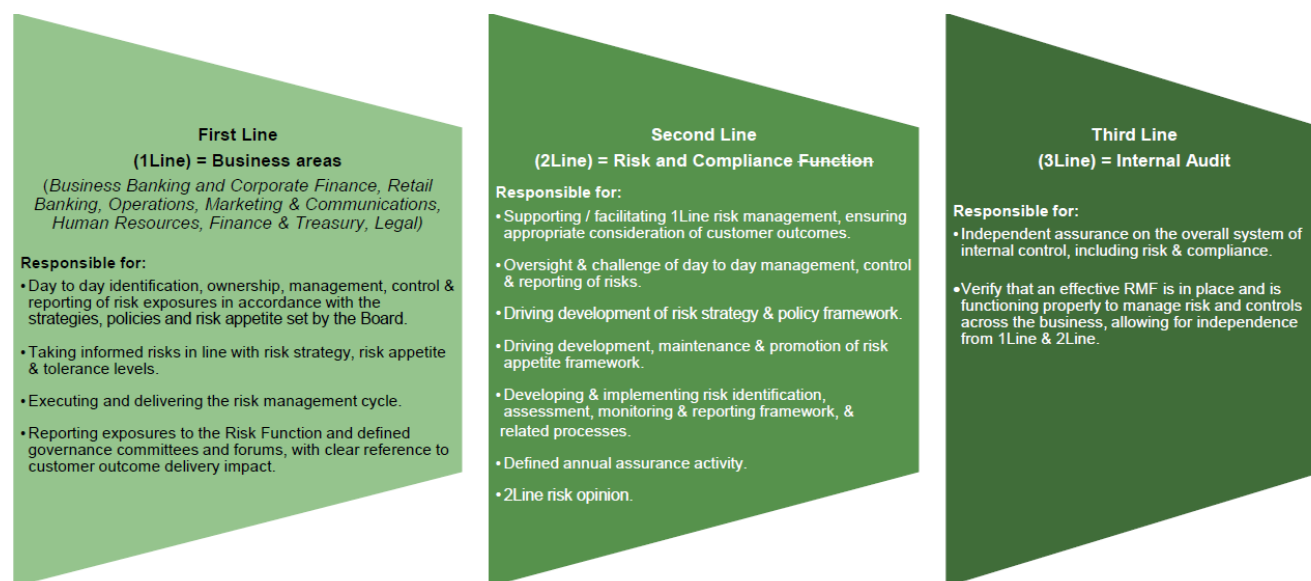 First Line
(1Line) = Business areas
(Business Banking and Corporate Finance, Retail
Banking, Operations, Marketing & Communications,
Human Resources, Finance & Treasury, Legal)
Responsible for:
• Day to day identification, ownership, management, control &
reporting of risk exposures in accordance with the
strategies, policies and risk appetite set by the Board.
• Taking informed risks in line with risk strategy, risk appetite
& tolerance levels.
• Executing and delivering the risk management cycle.
• Reporting exposures to the Risk Function and defined
governance committees and forums, with clear reference to
customer outcome delivery impact.
Second Line
(2Line) = Risk and Compliance Function
Responsible for:
• Supporting / facilitating 1Line risk management, ensuring
appropriate consideration of customer outcomes.
• Oversight & challenge of day to day management, control
& reporting of risks.
• Driving development of risk strategy & policy framework.
• Driving development, maintenance & promotion of risk
appetite framework.
• Developing & implementing risk identification,
assessment, monitoring & reporting framework, &
related processes.
• Defined annual assurance activity.
• 2Line risk opinion.
Third Line
(3Line) = Internal Audit
Responsible for:
• Independent assurance on the overall system of
internal control, including risk & compliance.
• Verify that an effective RMF is in place and is
functioning properly to manage risk and controls
across the business, allowing for independence
from 1Line & 2Line.